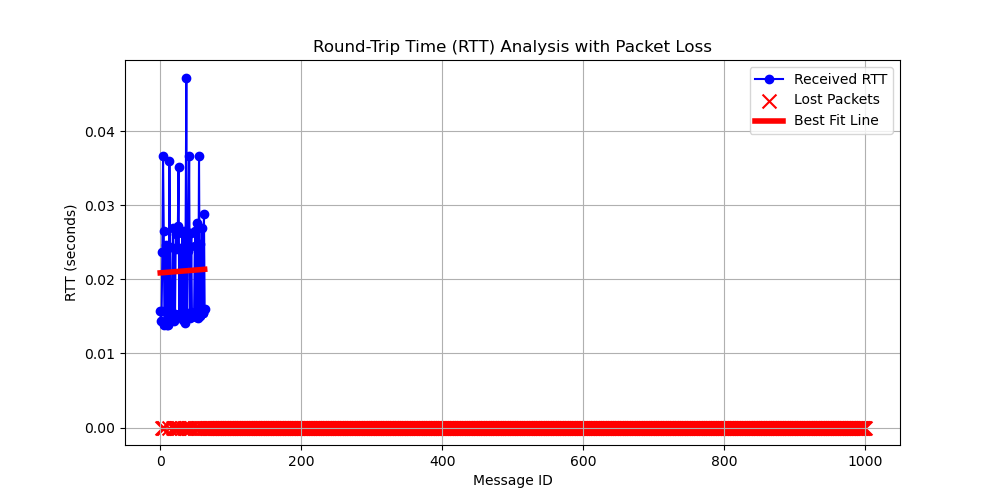 Round-Trip Time (RTT) Analysis with Packet Loss
Received RTT
Lost Packets
Best Fit Line
RTT (seconds)
0.04
0.03
0.02
0.01
0.00
0
200
400
600
800
1000
Message ID